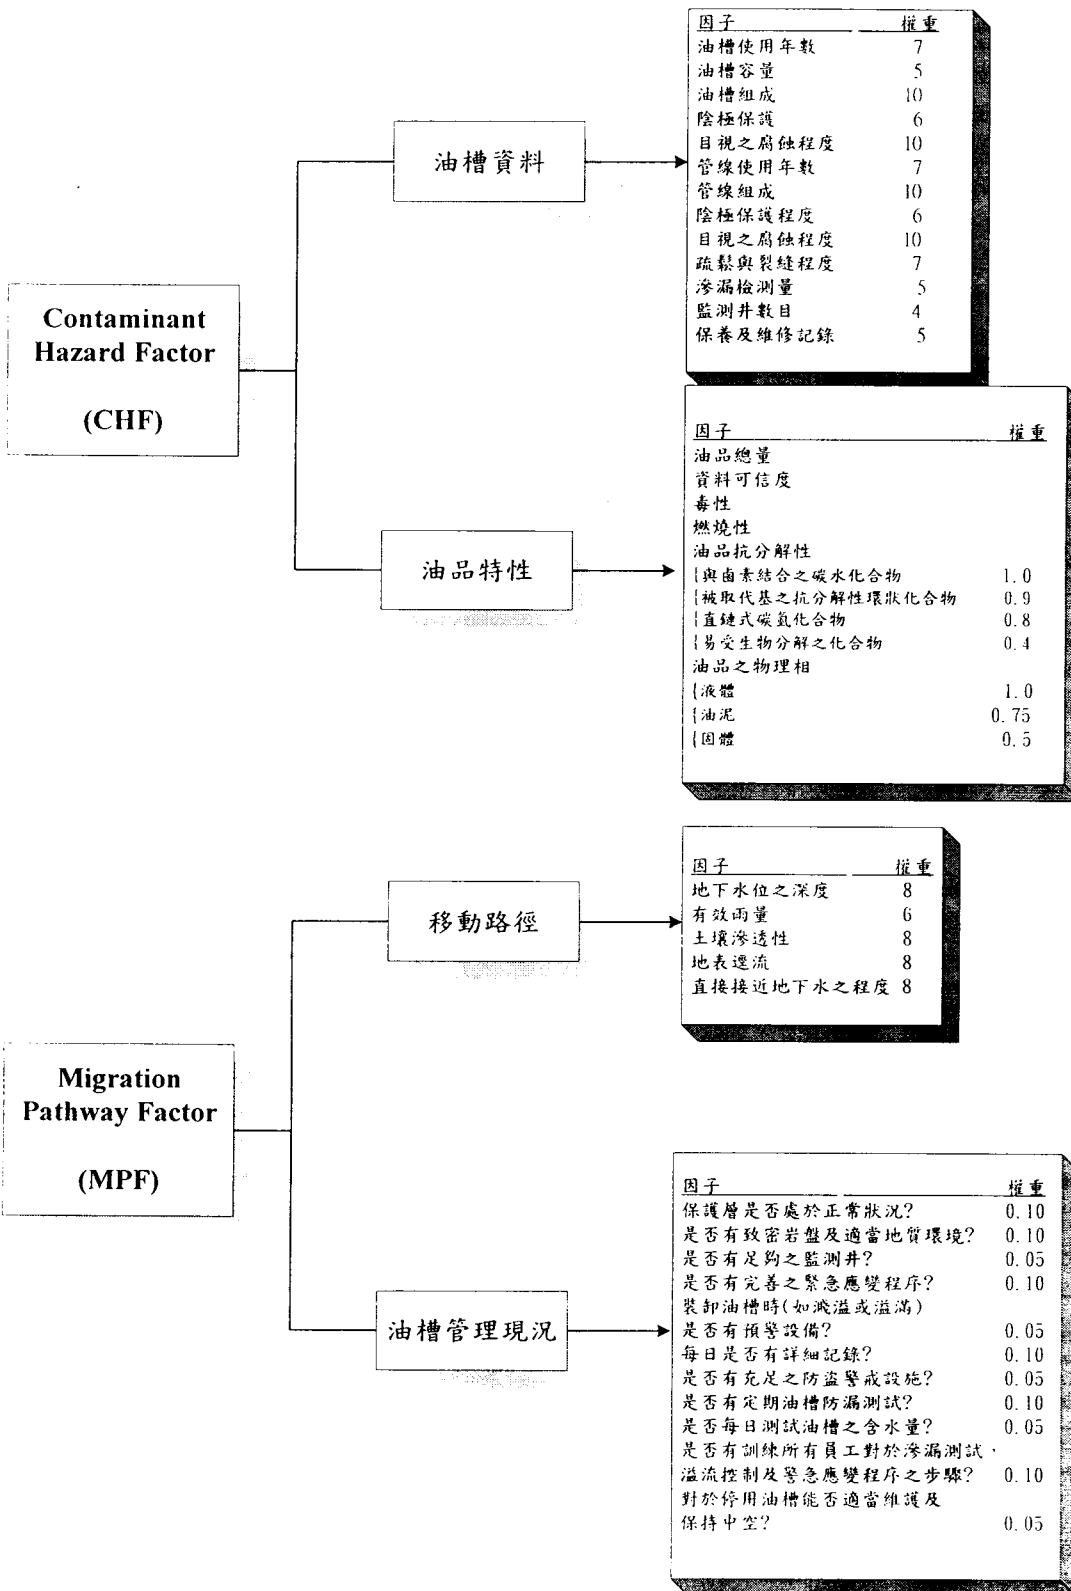 Contaminant
Hazard Factor
(CHF)
油槽資料
因子 權重
油槽使用年數 7
油槽容量 5
油槽組成 10
陰極保護 6
目視之腐蝕程度 10
管線使用年數 7
管線組成 10
陰極保護程度 6
目視之腐蝕程度 10
疏鬆與裂縫程度 7
滲漏檢測量 5
監測井數目 4
保養及維修記錄 5
油品特性
因子 權重
油品總量
資料可信度
毒性
燃燒性
油品抗分解性
{與鹵素結合之碳水化合物 1.0
{被取代基之抗分解性環狀化合物 0.9
{直鏈式碳氫化合物 0.8
{易受生物分解之化合物 0.4
油品之物理相
{液體 1.0
{油泥 0.75
{固體 0.5
Migration
Pathway Factor
(MPF)
移動路徑
因子 權重
地下水位之深度 8
有效雨量 6
土壤滲透性 8
地表逕流 8
直接接近地下水之程度 8
油槽管理現況
因子 權重
保護層是否處於正常狀況? 0.10
是否有致密岩盤及適當地質環境? 0.10
是否有足夠之監測井? 0.05
是否有完善之緊急應變程序? 0.10
裝卸油槽時(如濺溢或溢滿)
是否有預警設備? 0.05
每日是否有詳細記錄? 0.10
是否有充足之防盜警戒設施? 0.05
是否有定期油槽防漏測試? 0.10
是否每日測試油槽之含水量? 0.05
是否有訓練所有員工對於滲漏測試、
溢流控制及警急應變程序之步驟? 0.10
對於停用油槽能否適當維護及
保持中空? 0.05